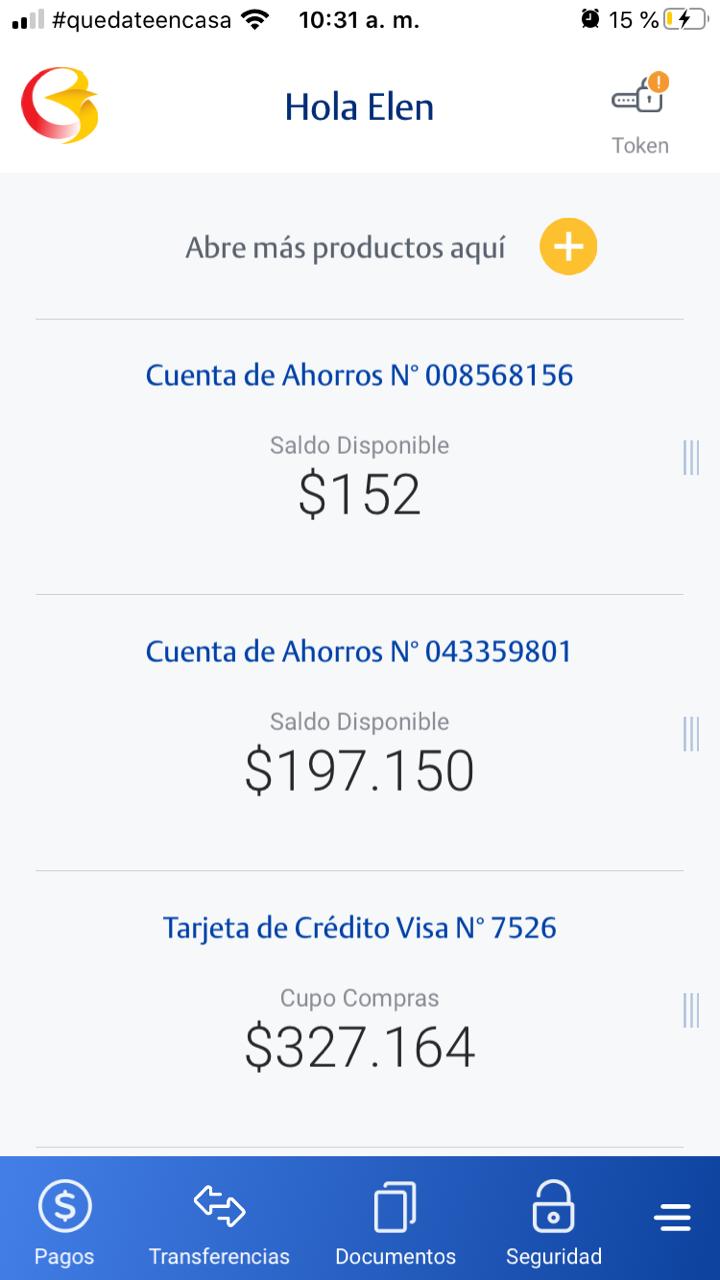 #quedateencasa 10:31 a. m. 15 %
Hola Elen
Token
Abre más productos aquí
Cuenta de Ahorros N° 008568156
Saldo Disponible
$152
Cuenta de Ahorros N° 043359801
Saldo Disponible
$197.150
Tarjeta de Crédito Visa N° 7526
Cupo Compras
$327.164
Pagos Transferencias Documentos Seguridad